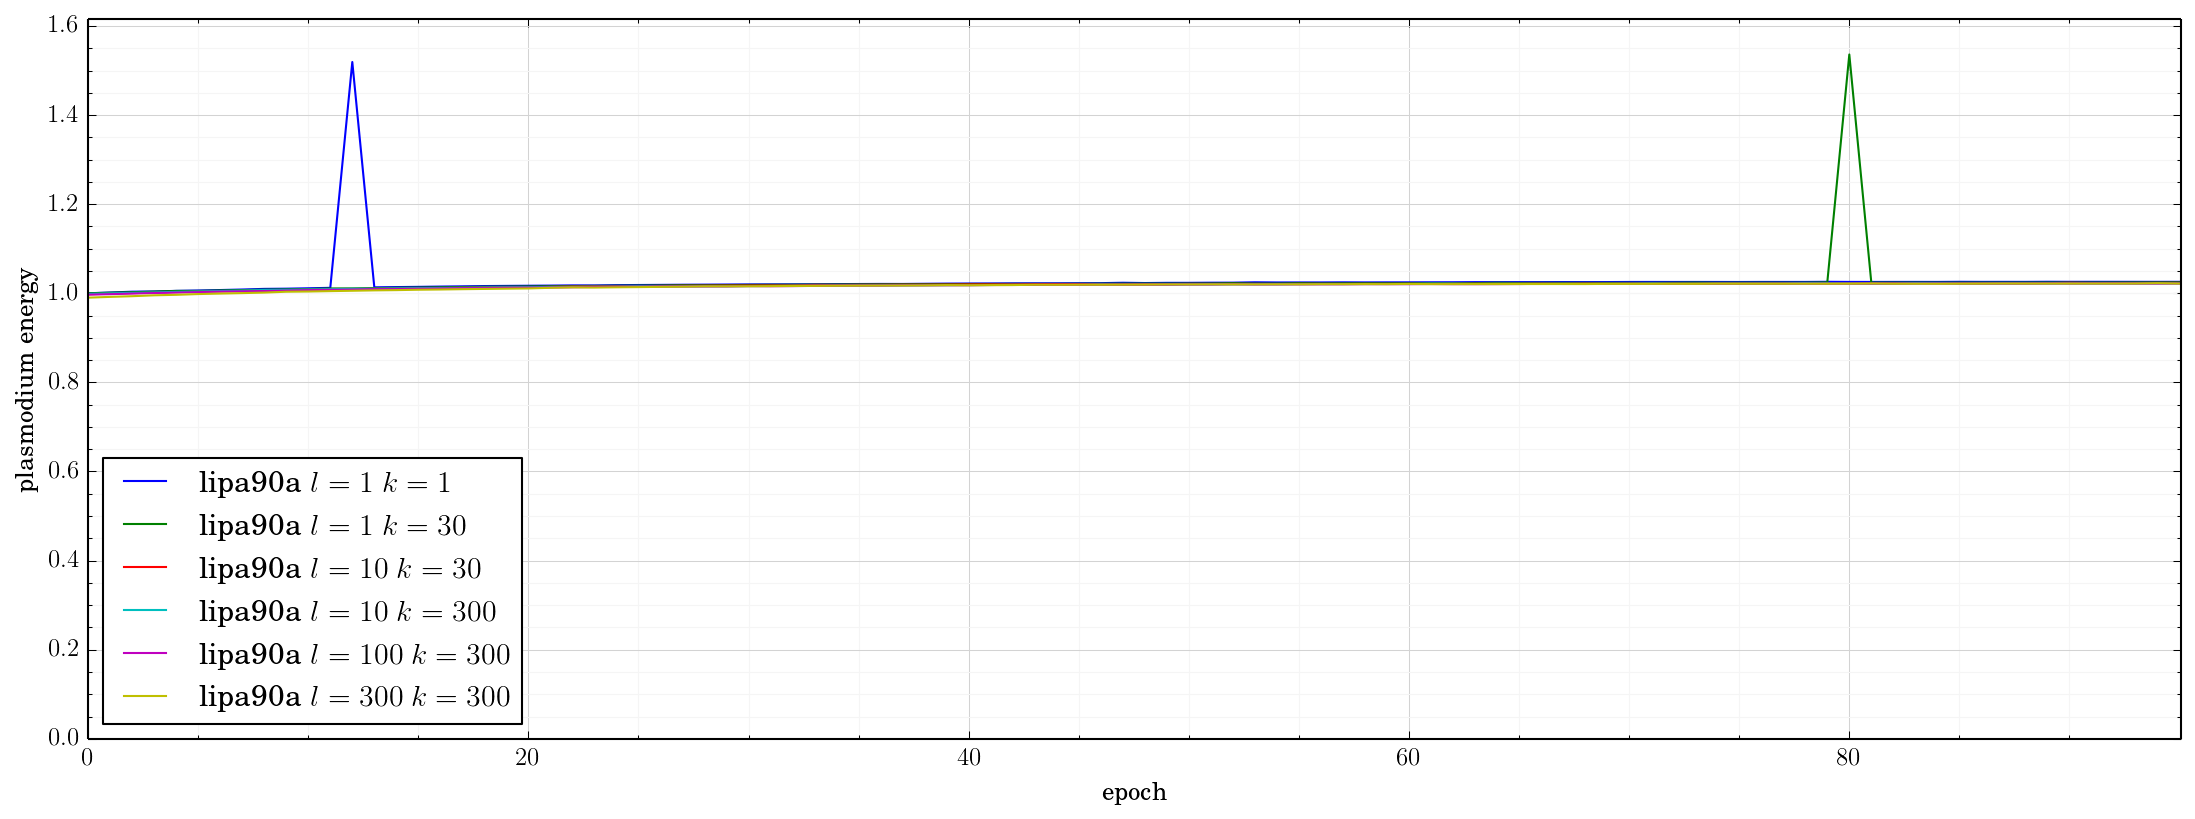 1.6
1.4
1.2
1.0
0.8
0.6
0.4
0.2
0.0
plasmodium energy
lipa90a l = 1 k = 1
lipa90a l = 1 k = 30
lipa90a l = 10 k = 30
lipa90a l = 10 k = 300
lipa90a l = 100 k = 300
lipa90a l = 300 k = 300
0 20 40 60 80
epoch